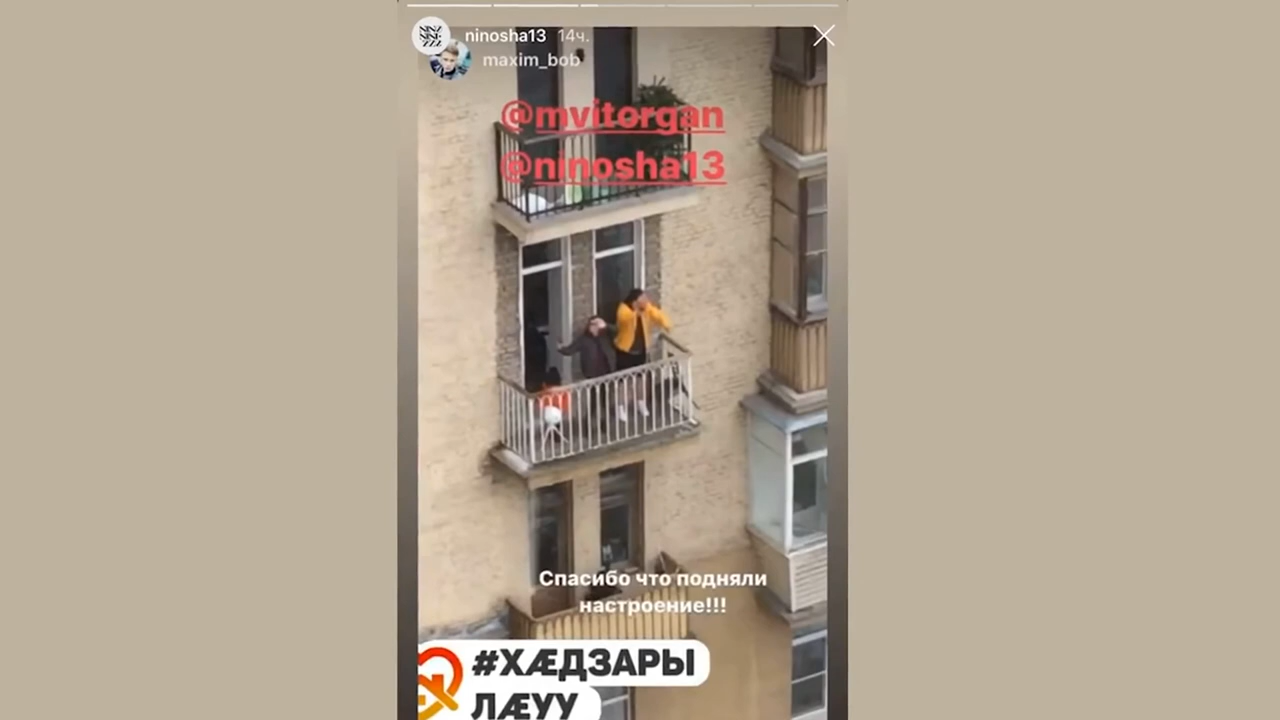 ninosha13 14ч.
maxim_bob
@mvitorgan
@ninosha13
Спасибо что подняли
настроение!!!
#ХÆДЗАРЫ
ЛÆУУ